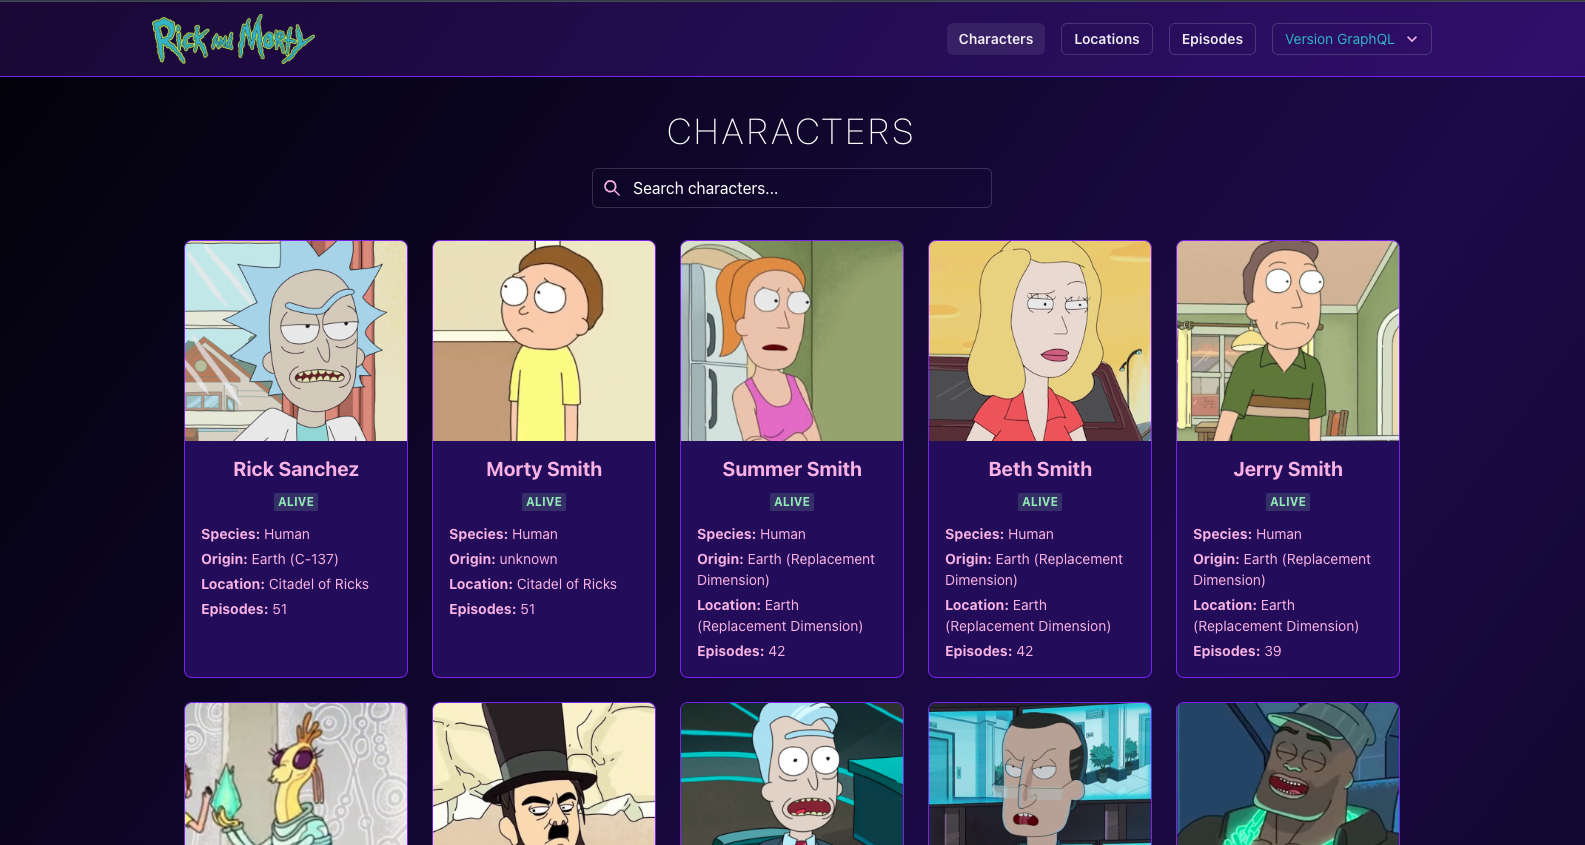 Rick and Morty
Characters
Locations
Episodes
Version GraphQL
CHARACTERS
Search characters...
Rick Sanchez
ALIVE
Species: Human
Origin: Earth (C-137)
Location: Citadel of Ricks
Episodes: 51
Morty Smith
ALIVE
Species: Human
Origin: unknown
Location: Citadel of Ricks
Episodes: 51
Summer Smith
ALIVE
Species: Human
Origin: Earth (Replacement
Dimension)
Location: Earth
(Replacement Dimension)
Episodes: 42
Beth Smith
ALIVE
Species: Human
Origin: Earth (Replacement
Dimension)
Location: Earth
(Replacement Dimension)
Episodes: 42
Jerry Smith
ALIVE
Species: Human
Origin: Earth (Replacement
Dimension)
Location: Earth
(Replacement Dimension)
Episodes: 39